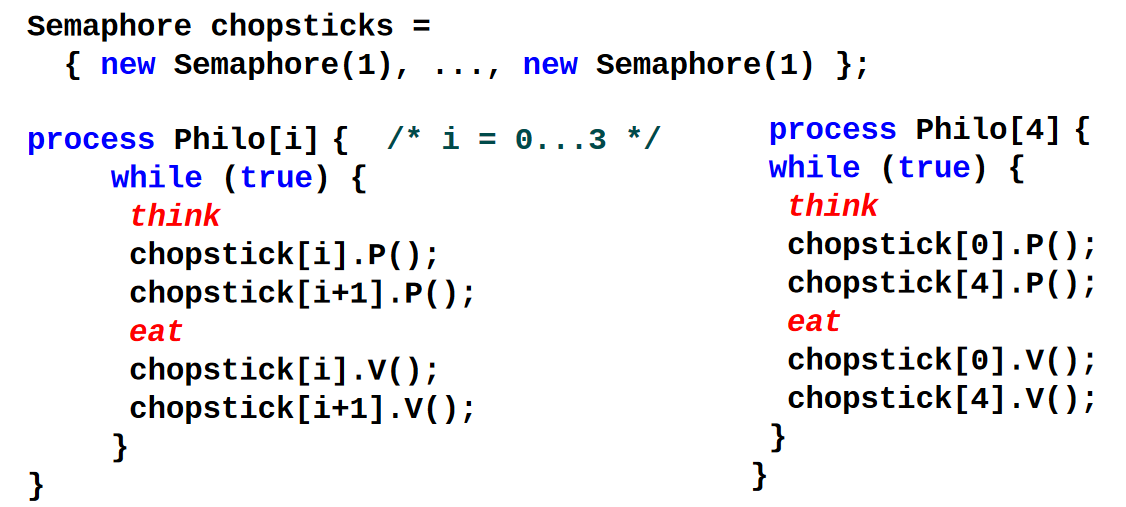 Semaphore chopsticks =
  { new Semaphore(1), ..., new Semaphore(1) };
process Philo[i] {  /* i = 0...3 */
while (true) {
think
chopstick[i].P();
chopstick[i+1].P();
eat
chopstick[i].V();
chopstick[i+1].V();
}
}
process Philo[4] {
while (true) {
think
chopstick[0].P();
chopstick[4].P();
eat
chopstick[0].V();
chopstick[4].V();
}
}